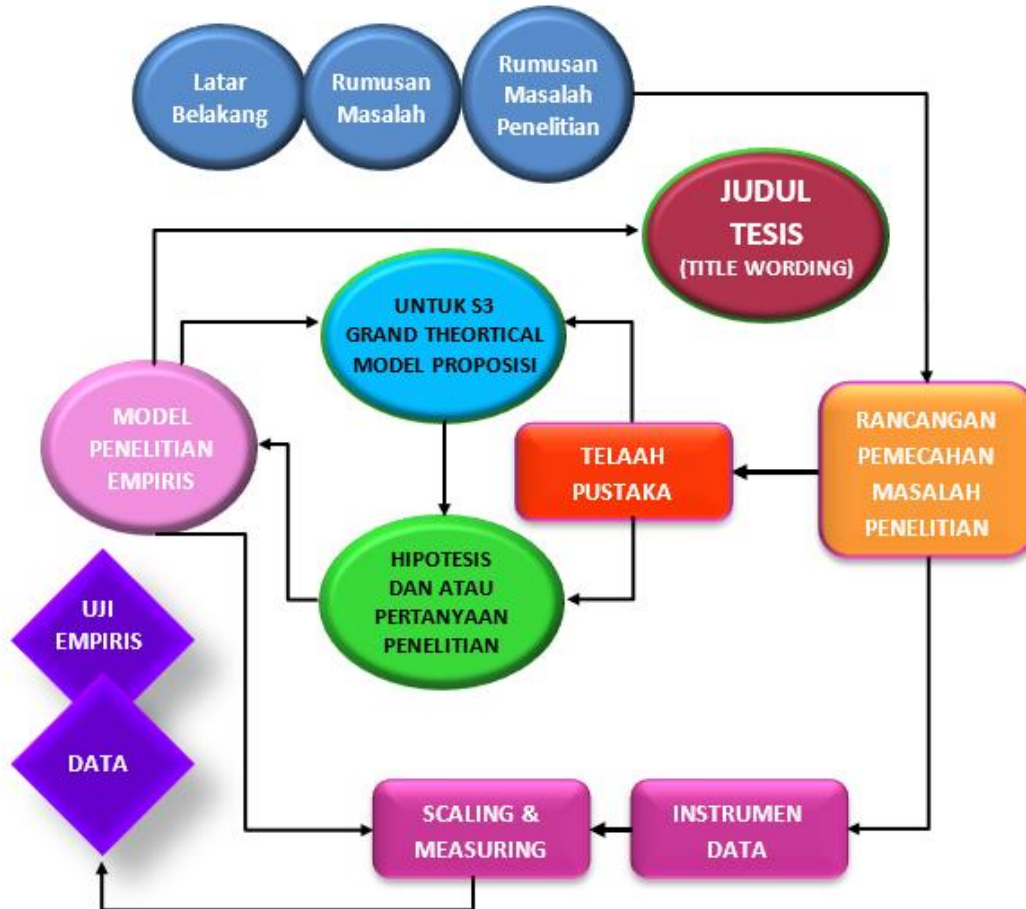 Latar
Belakang
Rumusan
Masalah
Rumusan
Masalah
Penelitian
JUDUL
TESIS
(TITLE WORDING)
UNTUK S3
GRAND THEORTICAL
MODEL PROPOSISI
MODEL
PENELITIAN
EMPIRIS
TELAAH
PUSTAKA
RANCANGAN
PEMECAHAN
MASALAH
PENELITIAN
HIPOTESIS
DAN ATAU
PERTANYAAN
PENELITIAN
UJI
EMPIRIS
DATA
SCALING &
MEASURING
INSTRUMEN
DATA